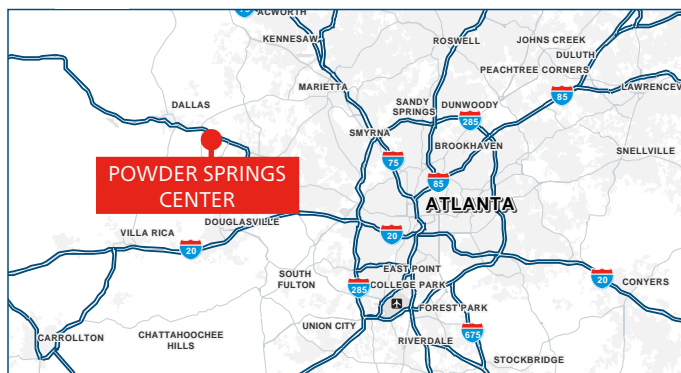 75
ACWORTH
KENNESAW
ROSWELL
JOHNS CREEK
DULUTH
PEACHTREE CORNERS
MARIETTA
85
LAWRENCEV
DALLAS
SANDY
SPRINGS
DUNWOODY
285
SMYRNA
BROOKHAVEN
SNELLVILLE
75
POWDER SPRINGS
CENTER
85
ATLANTA
DOUGLASVILLE
VILLA RICA
20
20
EAST POINT
SOUTH
FULTON
285
COLLEGE PARK
20
CONYERS
FOREST PARK
UNION CITY
CARROLLTON
CHATTAHOOCHEE
HILLS
RIVERDALE
675
STOCKBRIDGE